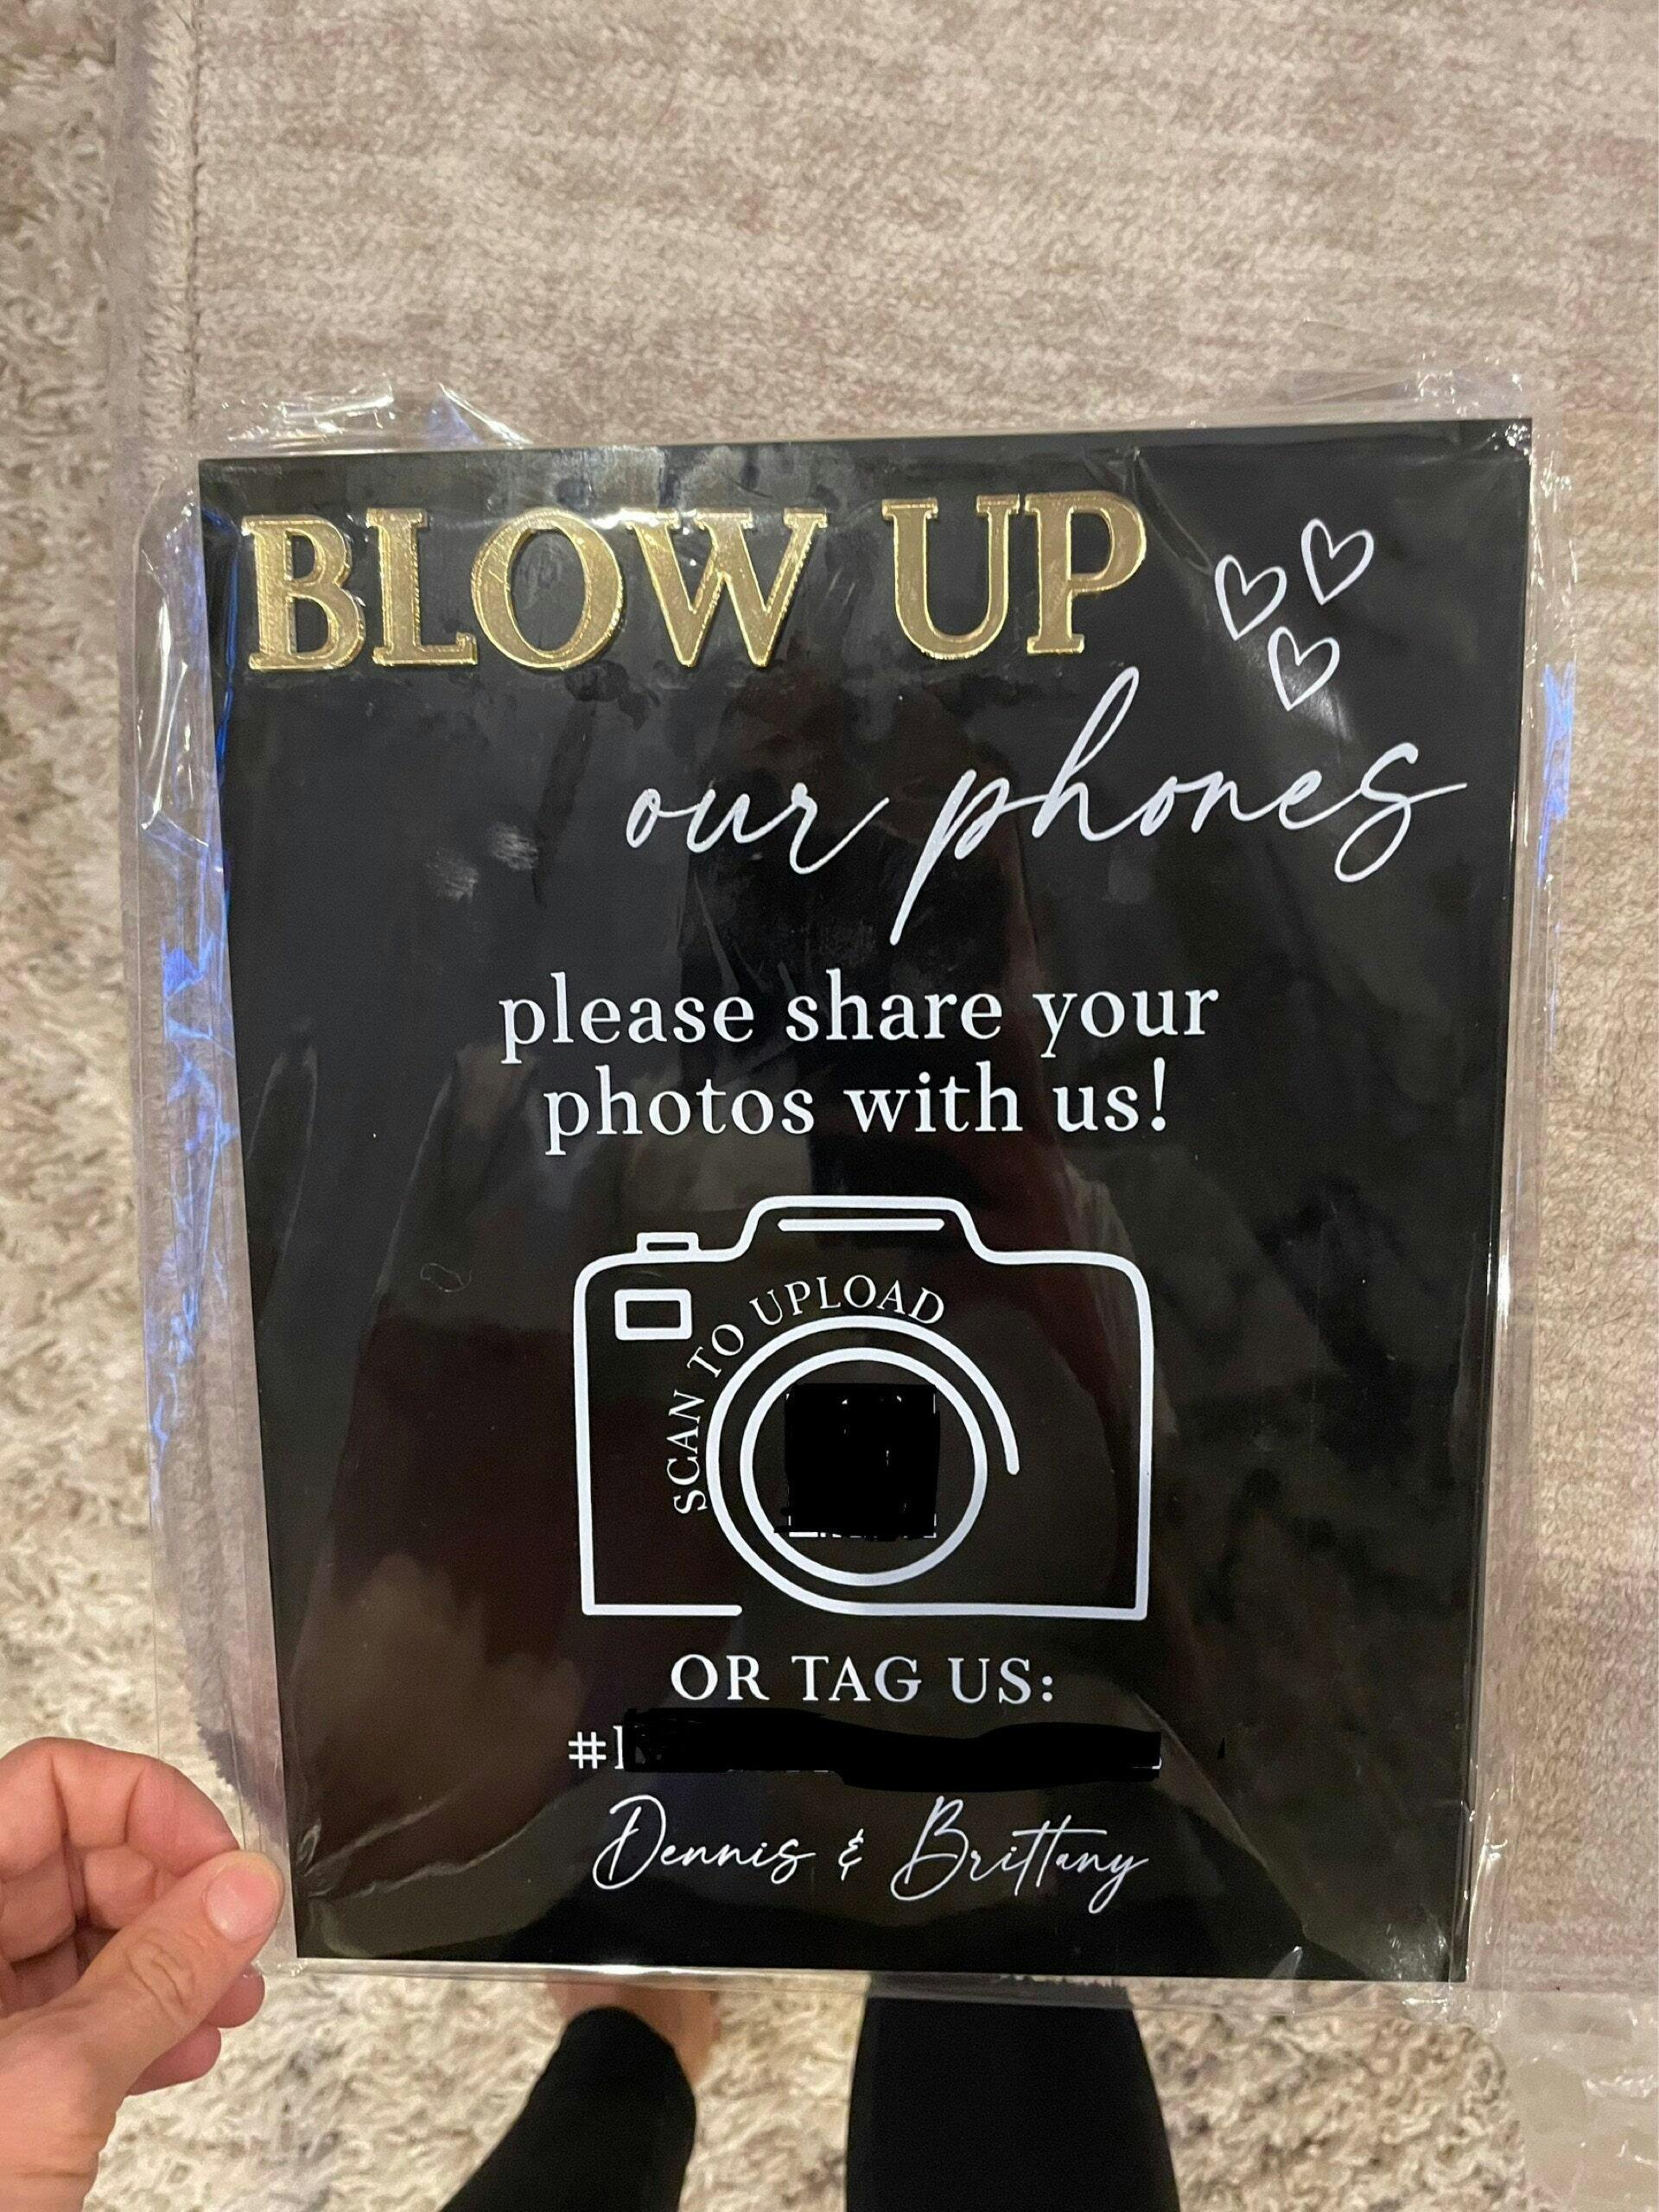 BLOW UP
our phones
please share your
photos with us!
SCAN TO UPLOAD
OR TAG US:
#
Dennis & Brittany